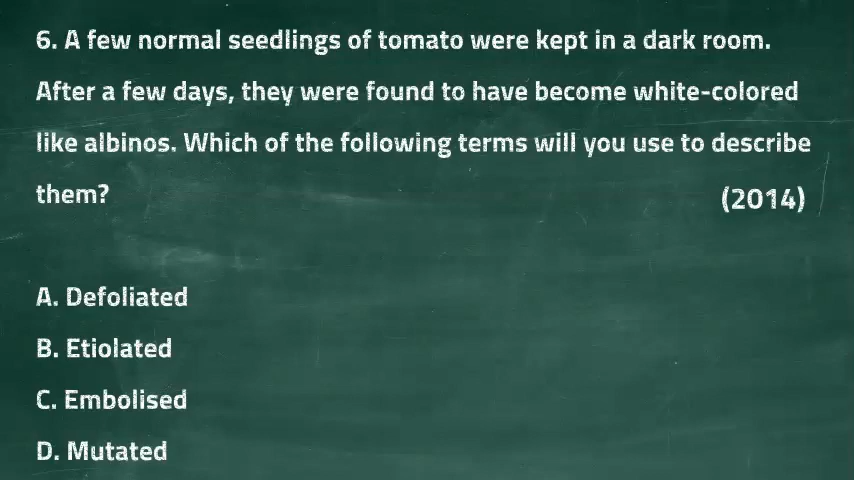 6. A few normal seedlings of tomato were kept in a dark room.
After a few days, they were found to have become white-colored
like albinos. Which of the following terms will you use to describe
them?
(2014)
A. Defoliated
B. Etiolated
C. Embolised
D. Mutated